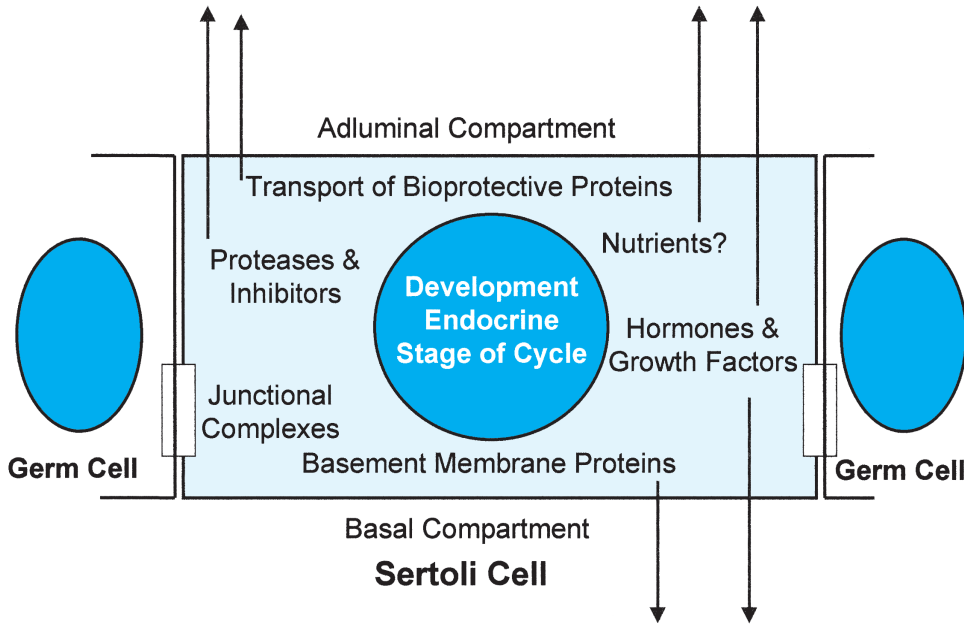 Adluminal Compartment
Transport of Bioprotective Proteins
Proteases &
Inhibitors
Nutrients?
Development
Endocrine
Stage of Cycle
Hormones &
Growth Factors
Junctional
Complexes
Germ Cell
Basement Membrane Proteins
Germ Cell
Basal Compartment
Sertoli Cell